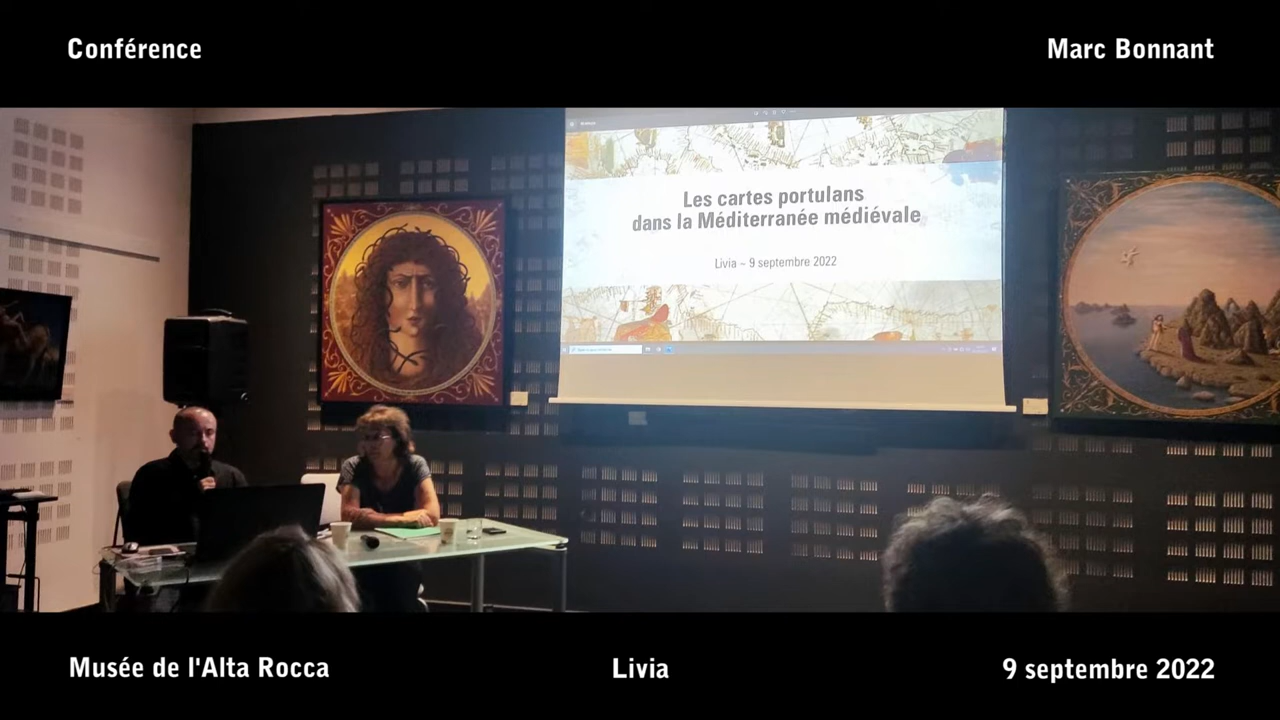 Conférence
Marc Bonnant
Les cartes portulans
dans la Méditerranée médiévale
Livia ~ 9 septembre 2022
Musée de l'Alta Rocca
Livia
9 septembre 2022